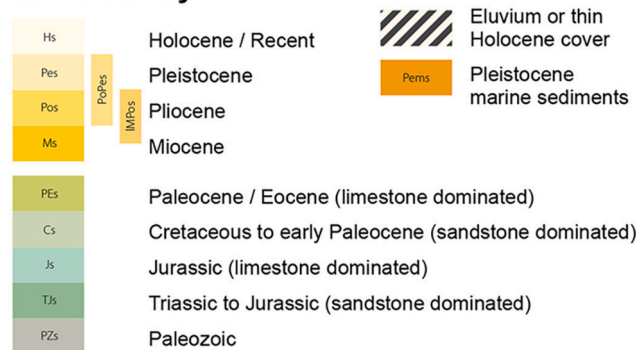 Hs
Holocene / Recent
Pes
Pleistocene
PoPes
Pos
Pliocene
IMPos
Ms
Miocene
Eluvium or thin
Holocene cover
Pems
Pleistocene
marine sediments
PEs
Paleocene / Eocene (limestone dominated)
Cs
Cretaceous to early Paleocene (sandstone dominated)
Js
Jurassic (limestone dominated)
TJs
Triassic to Jurassic (sandstone dominated)
PZs
Paleozoic